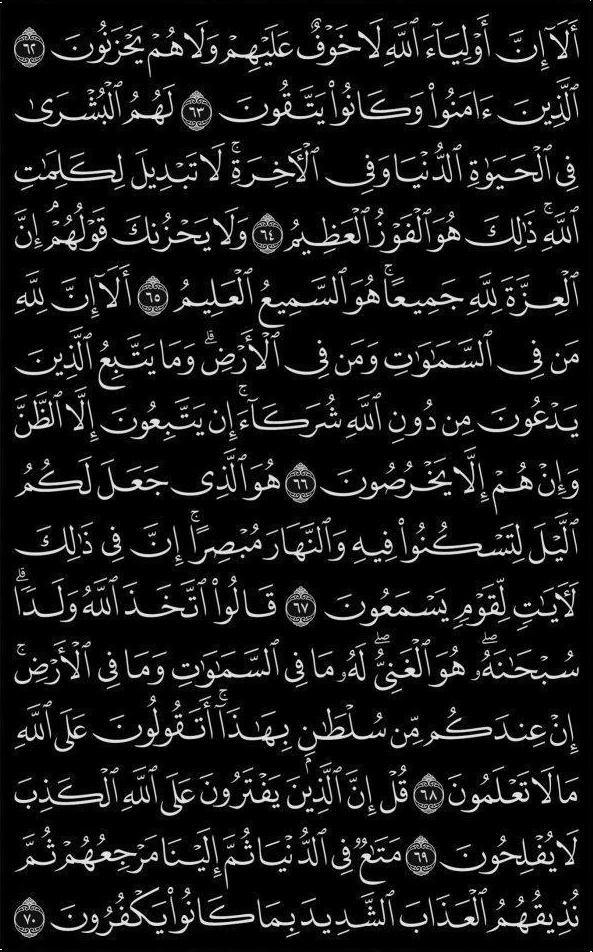 أَلَآ إِنَّ أَوْلِيَآءَ ٱللَّهِ لَا خَوْفٌ عَلَيْهِمْ وَلَا هُمْ يَحْزَنُونَ ٦٢
ٱلَّذِينَ ءَامَنُوا۟ وَكَانُوا۟ يَتَّقُونَ ٦٣ لَهُمُ ٱلْبُشْرَىٰ
فِى ٱلْحَيَوٰةِ ٱلدُّنْيَا وَفِى ٱلْـَٔاخِرَةِ ۚ لَا تَبْدِيلَ لِكَلِمَـٰتِ
ٱللَّهِ ۚ ذَٰلِكَ هُوَ ٱلْفَوْزُ ٱلْعَظِيمُ ٦٤ وَلَا يَحْزُنكَ قَوْلُهُمْ ۘ إِنَّ
ٱلْعِزَّةَ لِلَّهِ جَمِيعًا ۚ هُوَ ٱلسَّمِيعُ ٱلْعَلِيمُ ٦٥ أَلَآ إِنَّ لِلَّهِ
مَن فِى ٱلسَّمَـٰوَٰتِ وَمَن فِى ٱلْأَرْضِ ۗ وَمَا يَتَّبِعُ ٱلَّذِينَ
يَدْعُونَ مِن دُونِ ٱللَّهِ شُرَكَآءَ ۚ إِن يَتَّبِعُونَ إِلَّا ٱلظَّنَّ
وَإِنْ هُمْ إِلَّا يَخْرُصُونَ ٦٦ هُوَ ٱلَّذِى جَعَلَ لَكُمُ
ٱلَّيْلَ لِتَسْكُنُوا۟ فِيهِ وَٱلنَّهَارَ مُبْصِرًا ۚ إِنَّ فِى ذَٰلِكَ
لَـَٔايَـٰتٍ لِّقَوْمٍ يَسْمَعُونَ ٦٧ قَالُوا۟ ٱتَّخَذَ ٱللَّهُ وَلَدًا ۗ
سُبْحَـٰنَهُۥ ۖ هُوَ ٱلْغَنِىُّ ۖ لَهُۥ مَا فِى ٱلسَّمَـٰوَٰتِ وَمَا فِى ٱلْأَرْضِ ۚ
إِنْ عِندَكُم مِّن سُلْطَـٰنٍۭ بِهَـٰذَآ ۚ أَتَقُولُونَ عَلَى ٱللَّهِ
مَا لَا تَعْلَمُونَ ٦٨ قُلْ إِنَّ ٱلَّذِينَ يَفْتَرُونَ عَلَى ٱللَّهِ ٱلْكَذِبَ
لَا يُفْلِحُونَ ٦٩ مَتَـٰعٌ فِى ٱلدُّنْيَا ثُمَّ إِلَيْنَا مَرْجِعُهُمْ ثُمَّ
نُذِيقُهُمُ ٱلْعَذَابَ ٱلشَّدِيدَ بِمَا كَانُوا۟ يَكْفُرُونَ ٧٠